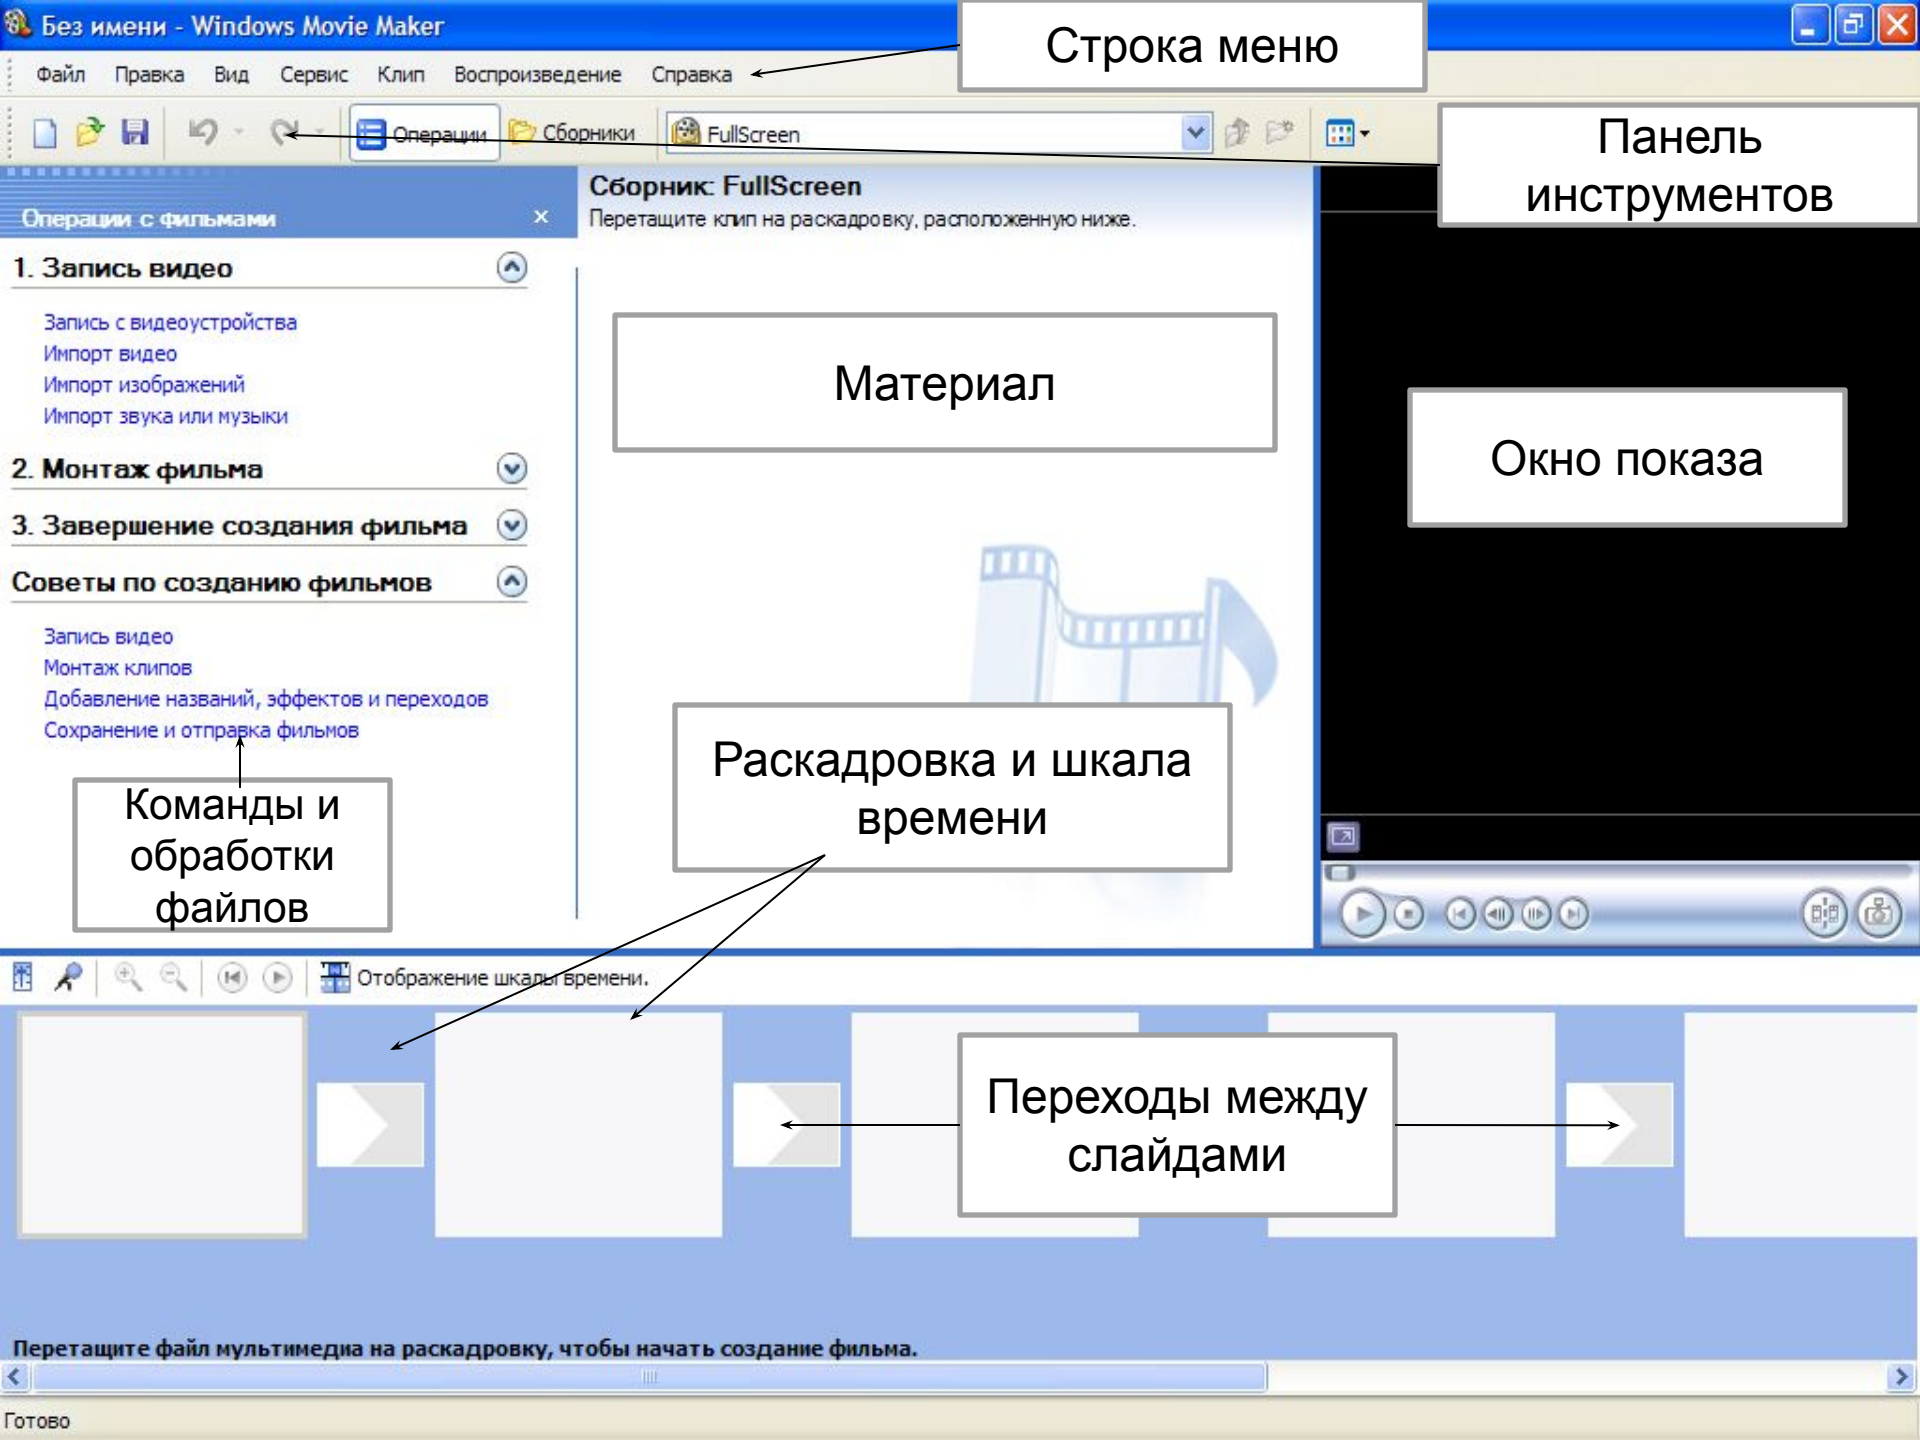 Без имени - Windows Movie Maker
Строка меню
Файл Правка Вид Сервис Клип Воспроизведение Справка
Операции Сборники FullScreen
Панель
инструментов
Операции с фильмами
Сборник: FullScreen
Перетащите клип на раскадровку, расположенную ниже.
1. Запись видео
Запись с видеоустройства
Импорт видео
Импорт изображений
Импорт звука или музыки
2. Монтаж фильма
3. Завершение создания фильма
Советы по созданию фильмов
Запись видео
Монтаж клипов
Добавление названий, эффектов и переходов
Сохранение и отправка фильмов
Материал
Окно показа
Раскадровка и шкала
времени
Команды и
обработки
файлов
Отображение шкалы времени.
Переходы между
слайдами
Перетащите файл мультимедиа на раскадровку, чтобы начать создание фильма.
Готово